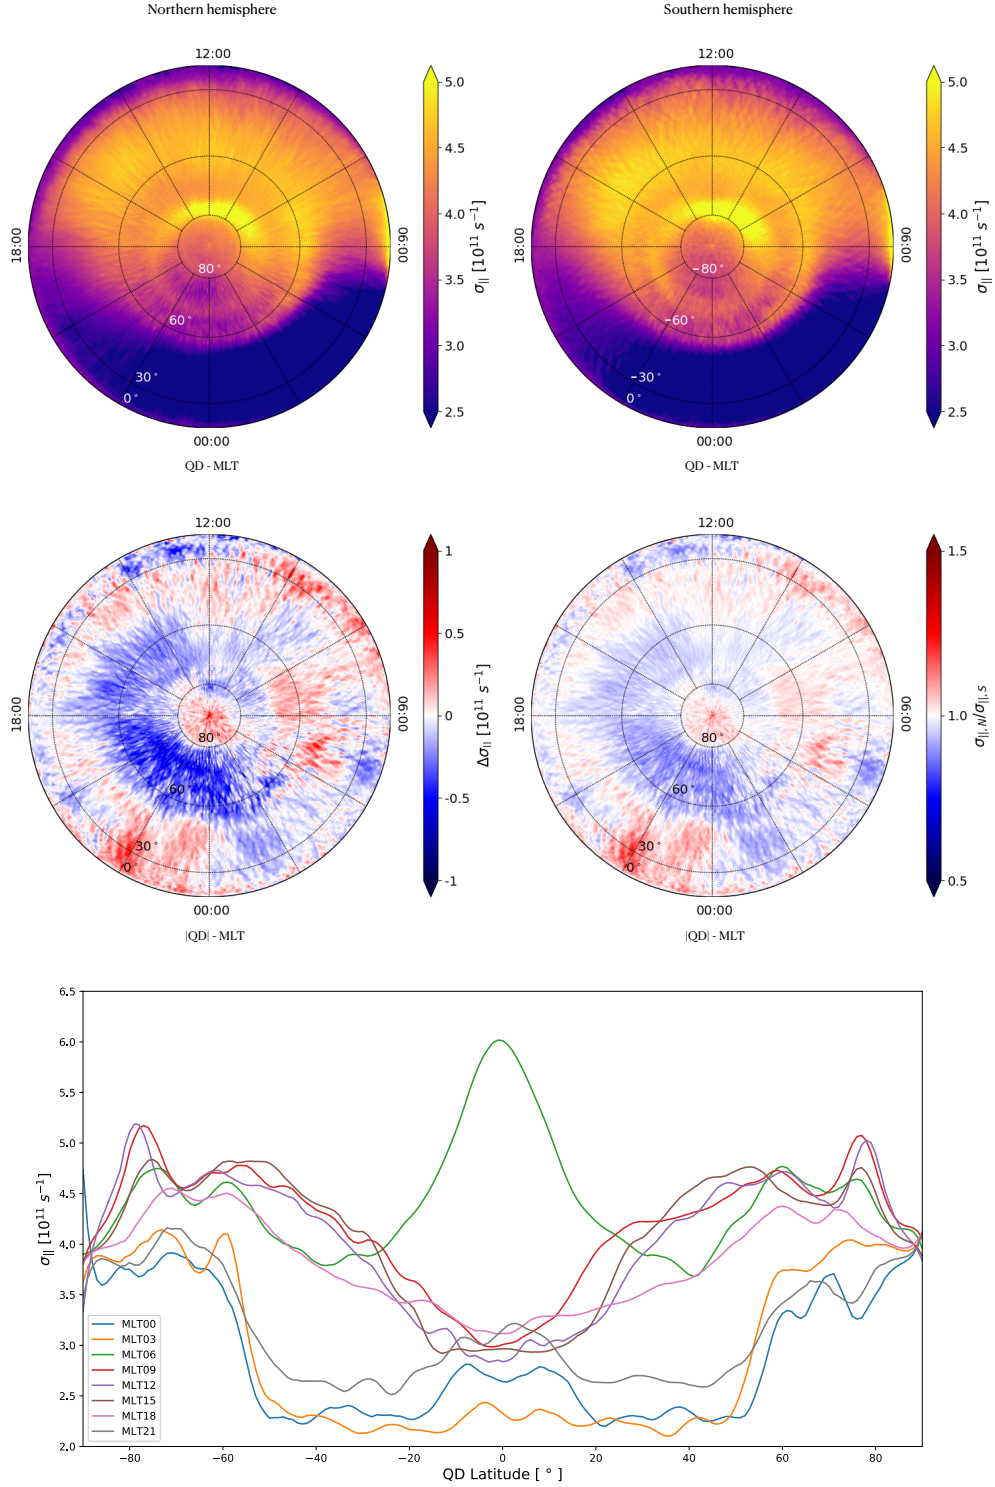 Northern hemisphere
Southern hemisphere
12:00
18:00
06:00
00:00
80°
60°
30°
0°
5.0
4.5
4.0
3.5
3.0
2.5
σ|| [10¹¹ s⁻¹]
QD - MLT
12:00
18:00
06:00
00:00
−80°
−60°
−30°
0°
5.0
4.5
4.0
3.5
3.0
2.5
σ|| [10¹¹ s⁻¹]
QD - MLT
12:00
18:00
06:00
00:00
80°
60°
30°
0°
1
0.5
0
-0.5
-1
Δσ|| [10¹¹ s⁻¹]
|QD| - MLT
12:00
18:00
06:00
00:00
80°
60°
30°
0°
1.5
1.0
0.5
σ||,N/σ||,S
|QD| - MLT
6.5
6.0
5.5
5.0
4.5
4.0
3.5
3.0
2.5
2.0
σ|| [10¹¹ s⁻¹]
MLT00
MLT03
MLT06
MLT09
MLT12
MLT15
MLT18
MLT21
−80 −60 −40 −20 0 20 40 60 80
QD Latitude [ ° ]